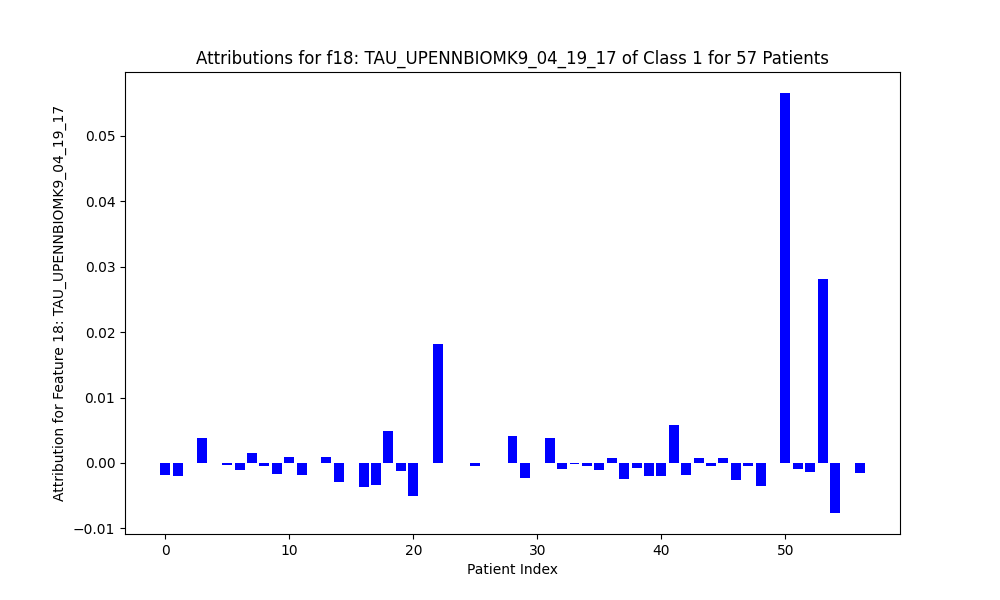 Attributions for f18: TAU_UPENNBIOMK9_04_19_17 of Class 1 for 57 Patients
Attribution for Feature 18: TAU_UPENNBIOMK9_04_19_17
0.05
0.04
0.03
0.02
0.01
0.00
−0.01
0 10 20 30 40 50
Patient Index